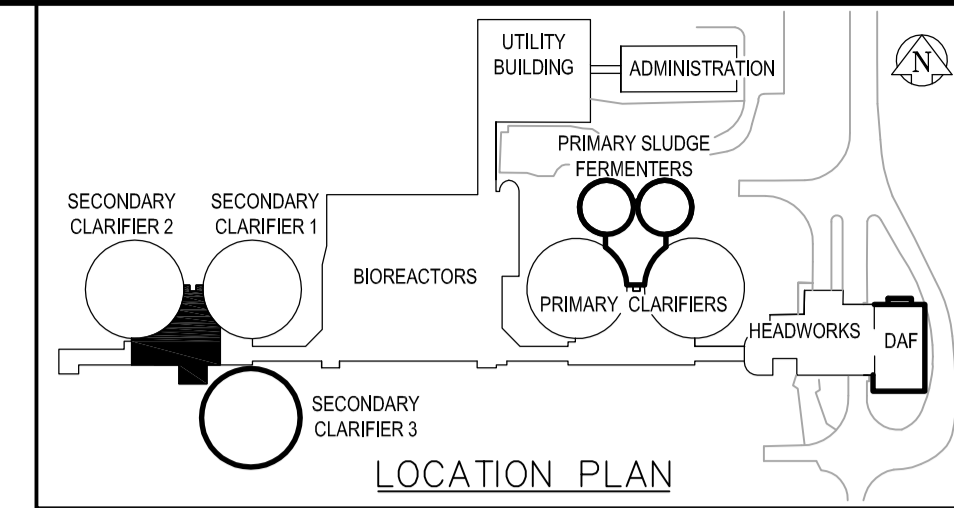 UTILITY
BUILDING
ADMINISTRATION
N
PRIMARY SLUDGE
FERMENTERS
SECONDARY
CLARIFIER 2
SECONDARY
CLARIFIER 1
BIOREACTORS
PRIMARY CLARIFIERS
HEADWORKS
DAF
SECONDARY
CLARIFIER 3
LOCATION PLAN